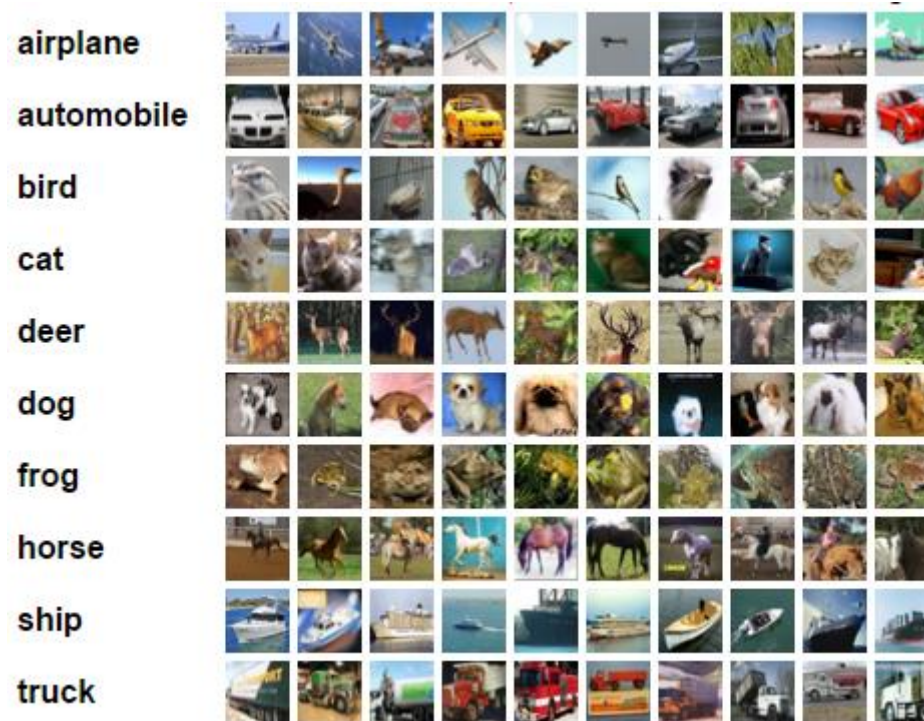 airplane
automobile
bird
cat
deer
dog
frog
horse
ship
truck